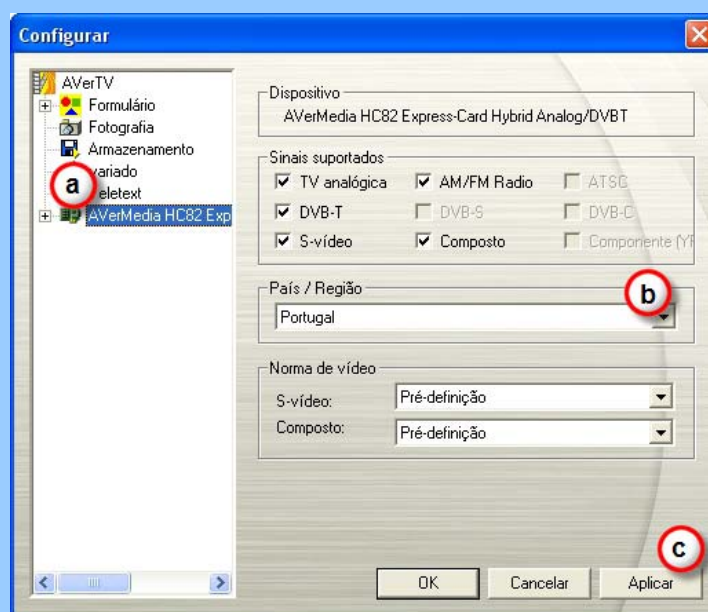 Configurar
AVerTV
Formulário
Fotografia
Armazenamento
variado
eletext
AVerMedia HC82 Exp
a
Dispositivo
AVerMedia HC82 Express-Card Hybrid Analog/DVBT
Sinais suportados
TV analógica AM/FM Radio ATSC
DVB-T DVB-S DVB-C
S-vídeo Composto Componente (YP
País / Região
b
Portugal
Norma de vídeo
S-vídeo: Pré-definição
Composto: Pré-definição
c
OK Cancelar Aplicar